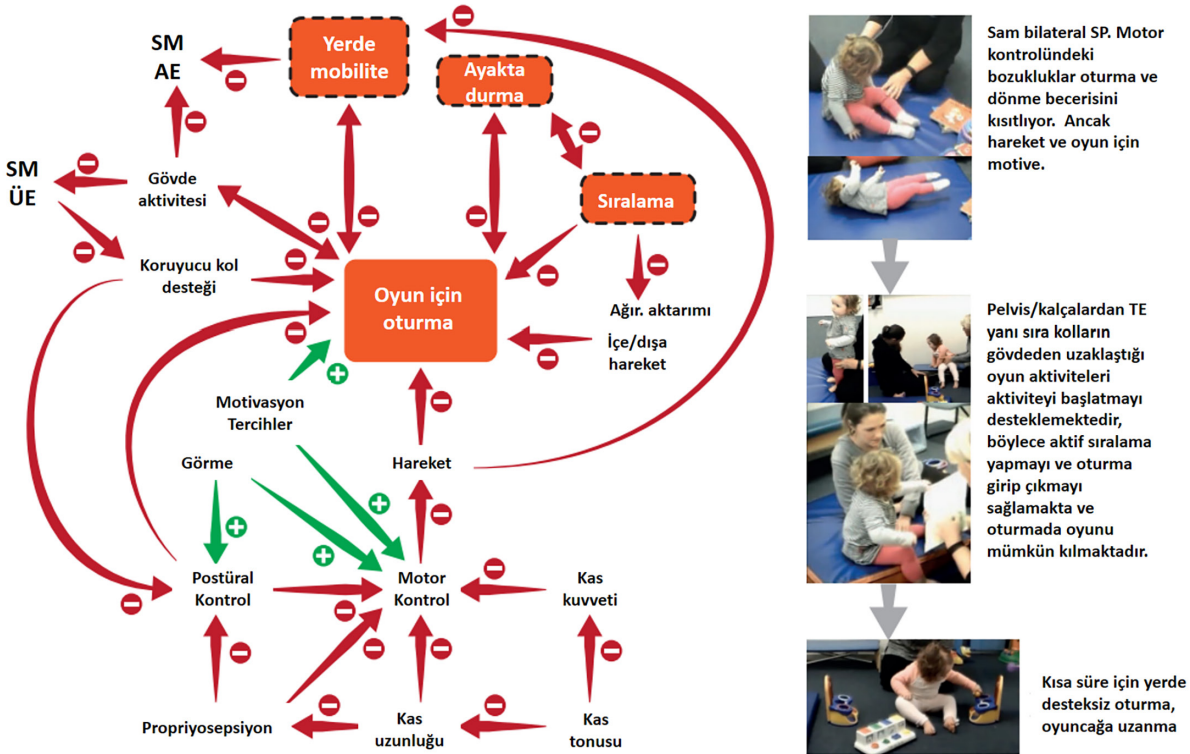 SM
AE
Yerde
mobilite
Ayakta
durma
SM
ÜE
Gövde
aktivitesi
Sıralama
Koruyucu kol
desteği
Oyun için
oturma
Ağır. aktarımı
İçe/dışa
hareket
Motivasyon
Tercihler
Görme
Hareket
Postüral
Kontrol
Motor
Kontrol
Kas
kuvveti
Propriyosepsiyon
Kas
uzunluğu
Kas
tonusu
Sam bilateral SP. Motor
kontrolündeki
bozukluklar oturma ve
dönme becerisini
kısıtlıyor. Ancak
hareket ve oyun için
motive.
Pelvis/kalçalardan TE
yanı sıra kolların
gövdeden uzaklaştığı
oyun aktiviteleri
aktiviteyi başlatmayı
desteklemektedir,
böylece aktif sıralama
yapmayı ve oturma
girip çıkmayı
sağlamakta ve
oturmada oyunu
mümkün kılmaktadır.
Kısa süre için yerde
desteksiz oturma,
oyuncağa uzanma